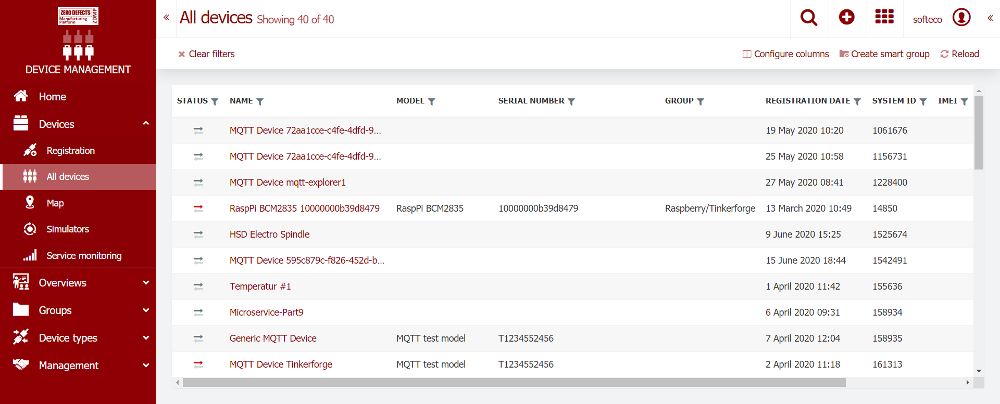 ZERO DEFECTS
Manufacturing
Platform
ZDMP
DEVICE MANAGEMENT
Home
Devices
Registration
All devices
Map
Simulators
Service monitoring
Overviews
Groups
Device types
Management
All devices Showing 40 of 40
softeco
Clear filters
Configure columns Create smart group Reload
STATUS NAME MODEL SERIAL NUMBER GROUP REGISTRATION DATE SYSTEM ID IMEI
MQTT Device 72aa1cce-c4fe-4dfd-9... 19 May 2020 10:20 1061676
MQTT Device 72aa1cce-c4fe-4dfd-9... 25 May 2020 10:58 1156731
MQTT Device mqtt-explorer1 27 May 2020 08:41 1228400
RaspPi BCM2835 10000000b39d8479 RaspPi BCM2835 10000000b39d8479 Raspberry/Tinkerforge 13 March 2020 10:49 14850
HSD Electro Spindle 9 June 2020 15:25 1525674
MQTT Device 595c879c-f826-452d-b... 15 June 2020 18:44 1542491
Temperatur #1 1 April 2020 11:42 155636
Microservice-Part9 6 April 2020 09:31 158934
Generic MQTT Device MQTT test model T1234552456 7 April 2020 12:04 158935
MQTT Device Tinkerforge MQTT test model T1234552456 2 April 2020 11:18 161313